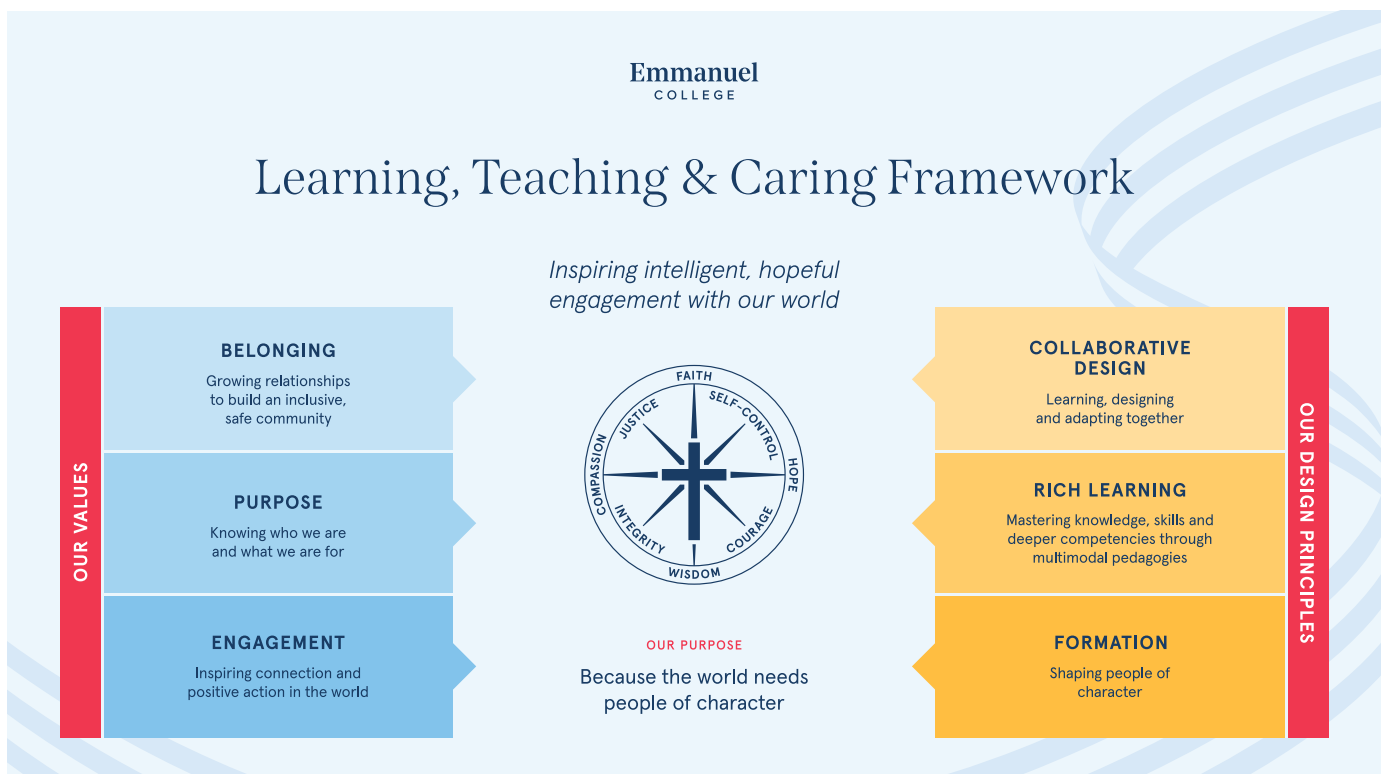 Emmanuel
COLLEGE
Learning, Teaching & Caring Framework
Inspiring intelligent, hopeful
engagement with our world
OUR VALUES
BELONGING
Growing relationships
to build an inclusive,
safe community
PURPOSE
Knowing who we are
and what we are for
ENGAGEMENT
Inspiring connection and
positive action in the world
FAITH
JUSTICE
SELF-CONTROL
COMPASSION
HOPE
INTEGRITY
COURAGE
WISDOM
OUR PURPOSE
Because the world needs
people of character
COLLABORATIVE
DESIGN
Learning, designing
and adapting together
RICH LEARNING
Mastering knowledge, skills and
deeper competencies through
multimodal pedagogies
FORMATION
Shaping people of
character
OUR DESIGN PRINCIPLES